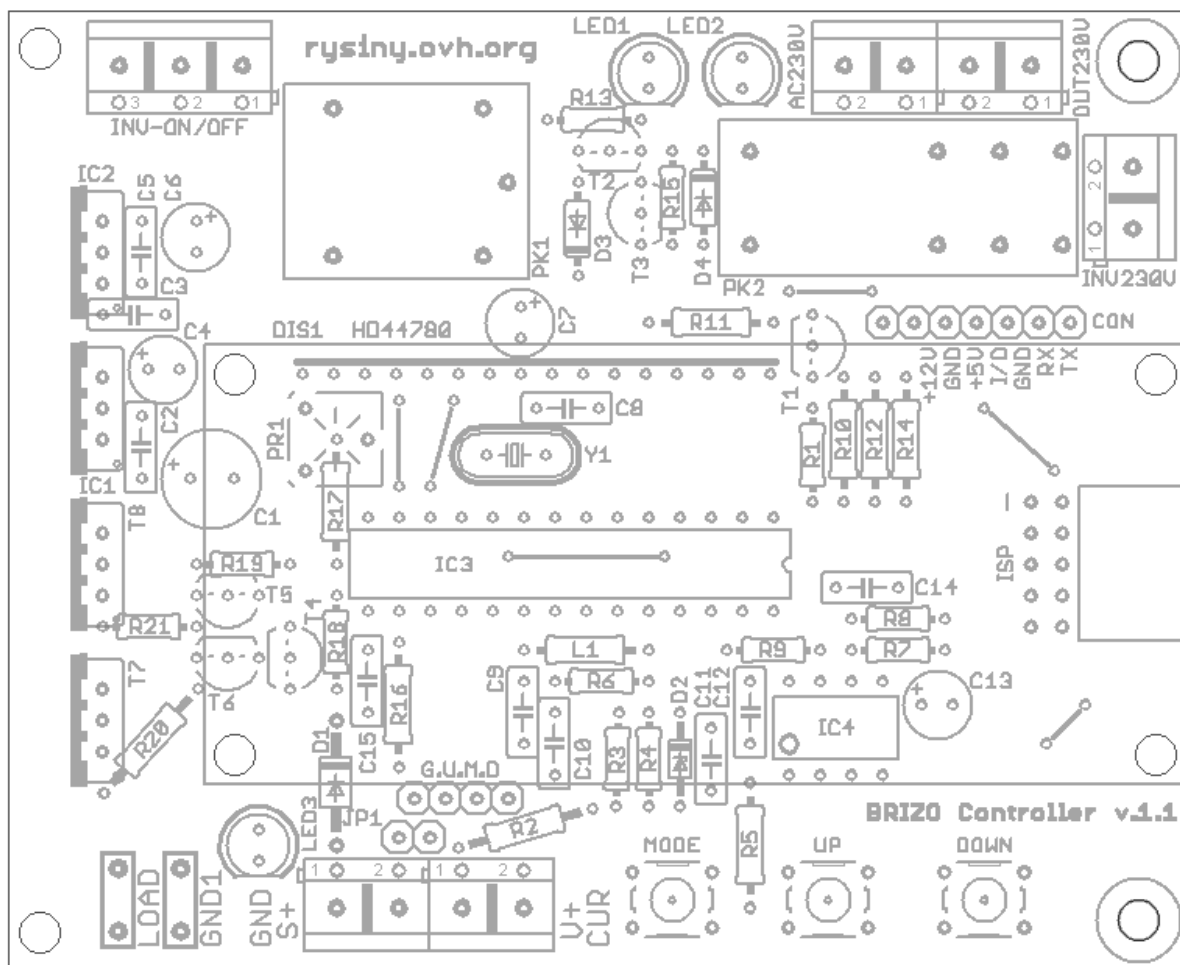 LED1 LED2
rysiny.ovh.org
AC230V
OUT230V
3 2 1
2 1 2 1
INV-ON/OFF
R13
IC2
C5
C6
T2
R15
D3
T3
D4
PK1
PK2
2
1
INV230V
C3
C4
C7
R11
CON
DIS1 HD44780
+12V
GND
+5V
I/O
GND
RX
TX
T1
C2
PR1
C8
Y1
R1
R10
R12
R14
IC1
T8
C1
R17
IC3
ISP
R19
T5
T4
C14
R21
R18
R8
L1
R9
R7
T7
T6
C9
R6
D2
C11
C12
C13
R20
R16
C15
C10
R3
R4
IC4
D1
G.U.M.D
LED3
JP1
R2
R5
BRIZO Controller v.1.1
MODE UP DOWN
1 2 1 2
LOAD
GND1
GND
S+
V+
CUR